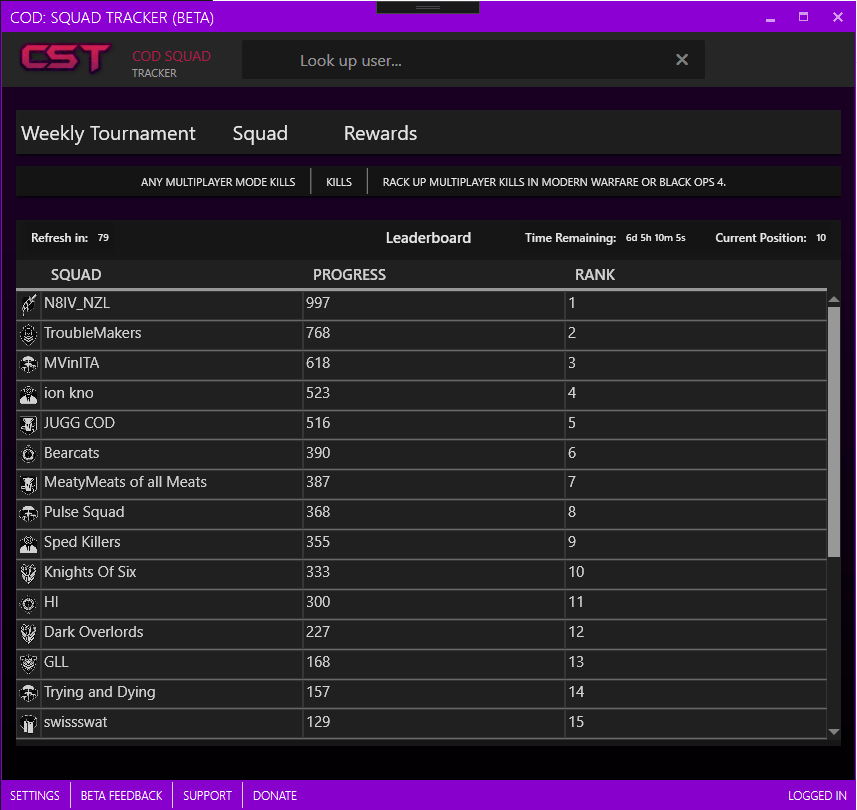 COD: SQUAD TRACKER (BETA)
CST
COD SQUAD
TRACKER
Look up user...
Weekly Tournament Squad Rewards
ANY MULTIPLAYER MODE KILLS KILLS RACK UP MULTIPLAYER KILLS IN MODERN WARFARE OR BLACK OPS 4.
Refresh in: 79 Leaderboard Time Remaining: 6d 5h 10m 5s Current Position: 10
SQUAD PROGRESS RANK
N8IV_NZL 997 1
TroubleMakers 768 2
MVinITA 618 3
ion kno 523 4
JUGG COD 516 5
Bearcats 390 6
MeatyMeats of all Meats 387 7
Pulse Squad 368 8
Sped Killers 355 9
Knights Of Six 333 10
HI 300 11
Dark Overlords 227 12
GLL 168 13
Trying and Dying 157 14
swissswat 129 15
SETTINGS BETA FEEDBACK SUPPORT DONATE LOGGED IN